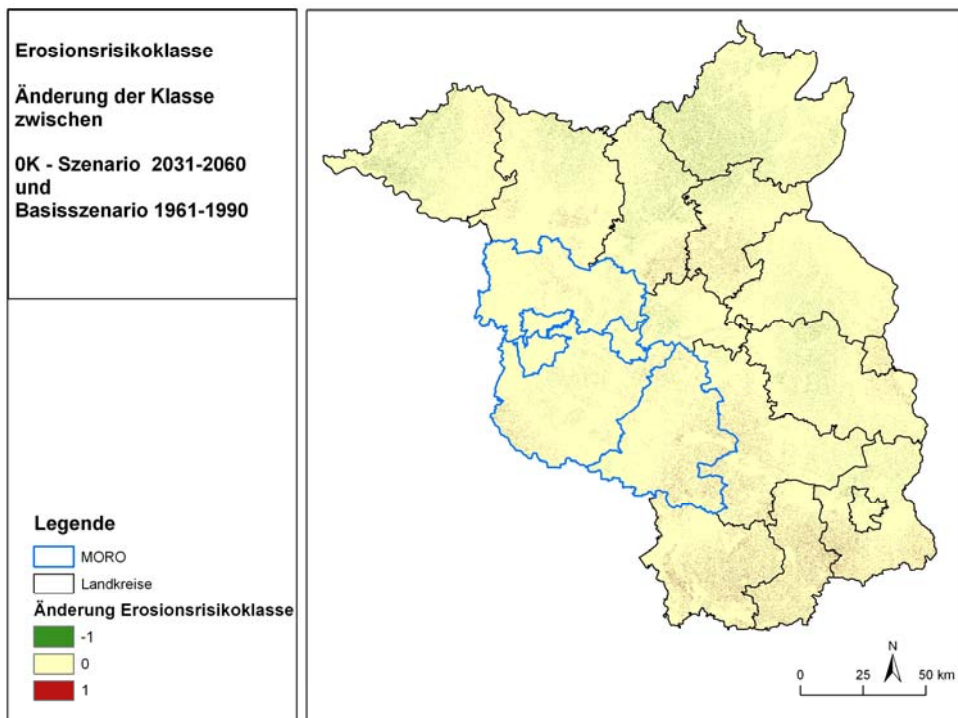 Erosionsrisikoklasse
Änderung der Klasse
zwischen
0K - Szenario 2031-2060
und
Basisszenario 1961-1990
Legende
MORO
Landkreise
Änderung Erosionsrisikoklasse
-1
0
1
N
0 25 50 km